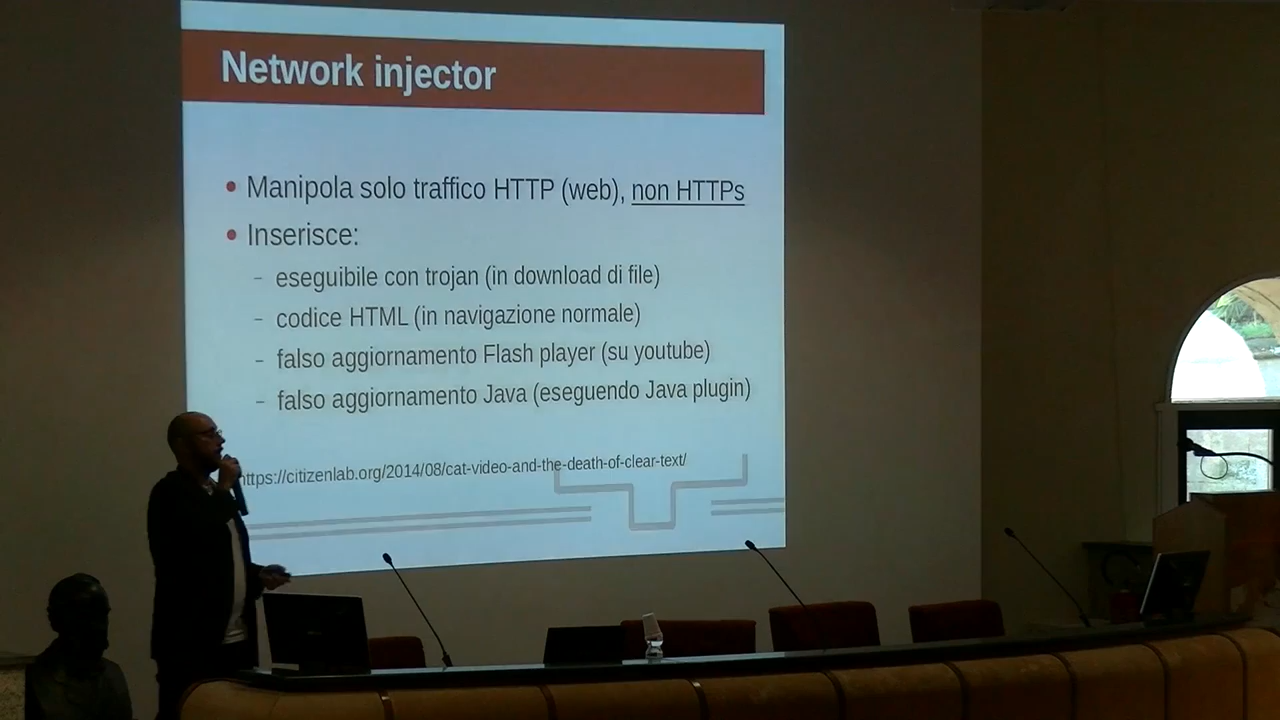 Network injector
• Manipola solo traffico HTTP (web), non HTTPs
• Inserisce:
– eseguibile con trojan (in download di file)
– codice HTML (in navigazione normale)
– falso aggiornamento Flash player (su youtube)
– falso aggiornamento Java (eseguendo Java plugin)
https://citizenlab.org/2014/08/cat-video-and-the-death-of-clear-text/